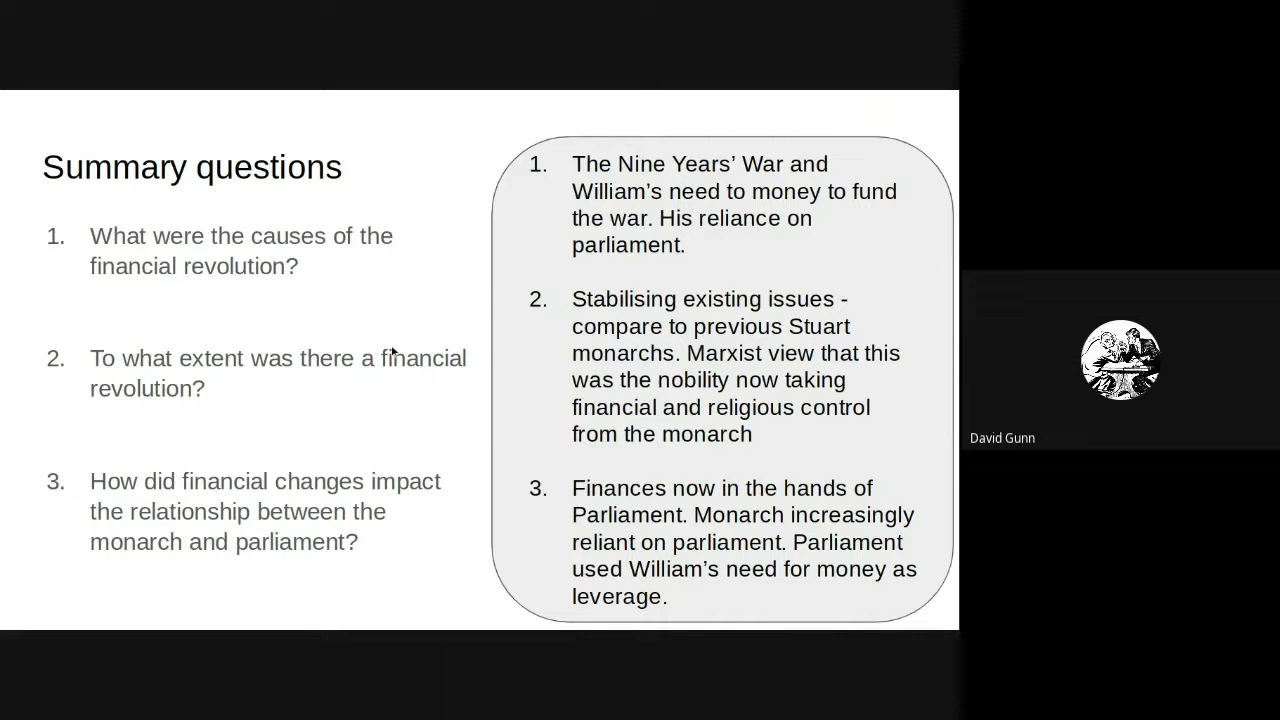 Summary questions
1. What were the causes of the
financial revolution?
2. To what extent was there a financial
revolution?
3. How did financial changes impact
the relationship between the
monarch and parliament?
1. The Nine Years’ War and
William’s need to money to fund
the war. His reliance on
parliament.
2. Stabilising existing issues -
compare to previous Stuart
monarchs. Marxist view that this
was the nobility now taking
financial and religious control
from the monarch
3. Finances now in the hands of
Parliament. Monarch increasingly
reliant on parliament. Parliament
used William’s need for money as
leverage.
David Gunn